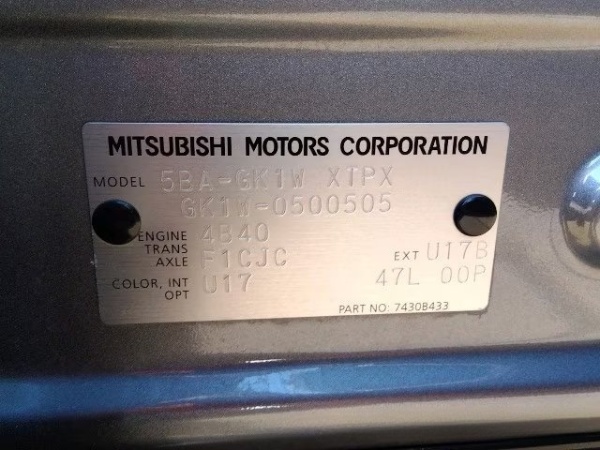 MITSUBISHI MOTORS CORPORATION
MODEL 5BA-GK1W XTPX
GK1W-0500505
ENGINE 4B40
TRANS
AXLE F1CJC EXT U17B
COLOR, INT U17 47L 00P
OPT
PART NO: 7430B433